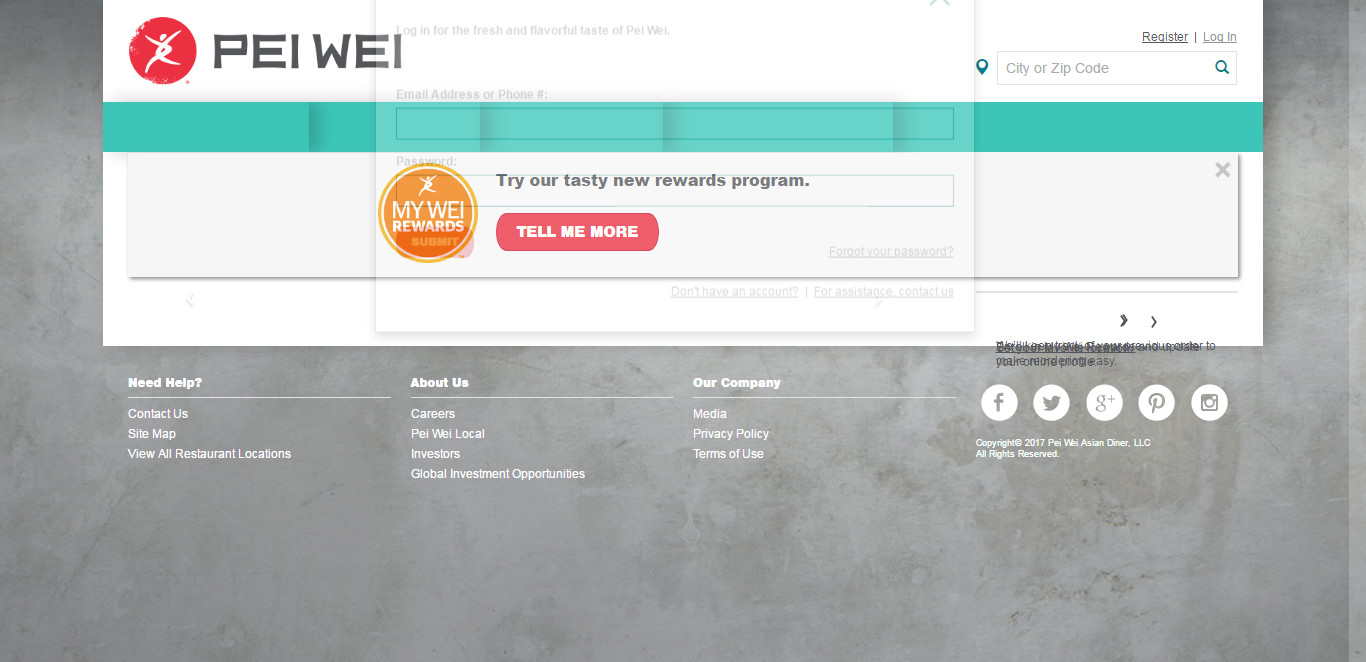 PEI WEI
Log in for the fresh and flavorful taste of Pei Wei.
Register | Log In
City or Zip Code
Email Address or Phone #:
Password:
Try our tasty new rewards program.
MY WEI
REWARDS
SUBMIT
TELL ME MORE
Forgot your password?
Don't have an account? | For assistance, contact us
Need Help?
Contact Us
Site Map
View All Restaurant Locations
About Us
Careers
Pei Wei Local
Investors
Global Investment Opportunities
Our Company
Media
Privacy Policy
Terms of Use
make reordering easy.
Copyright© 2017 Pei Wei Asian Diner, LLC
All Rights Reserved.